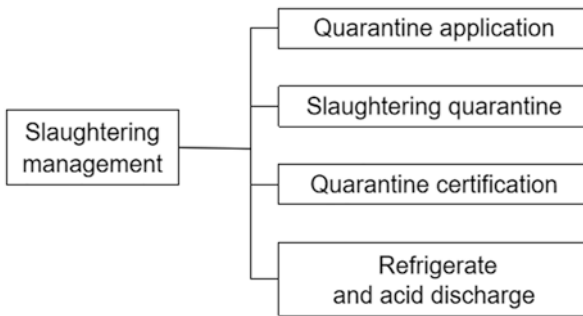 Quarantine application
Slaughtering quarantine
Slaughtering
management
Quarantine certification
Refrigerate
and acid discharge